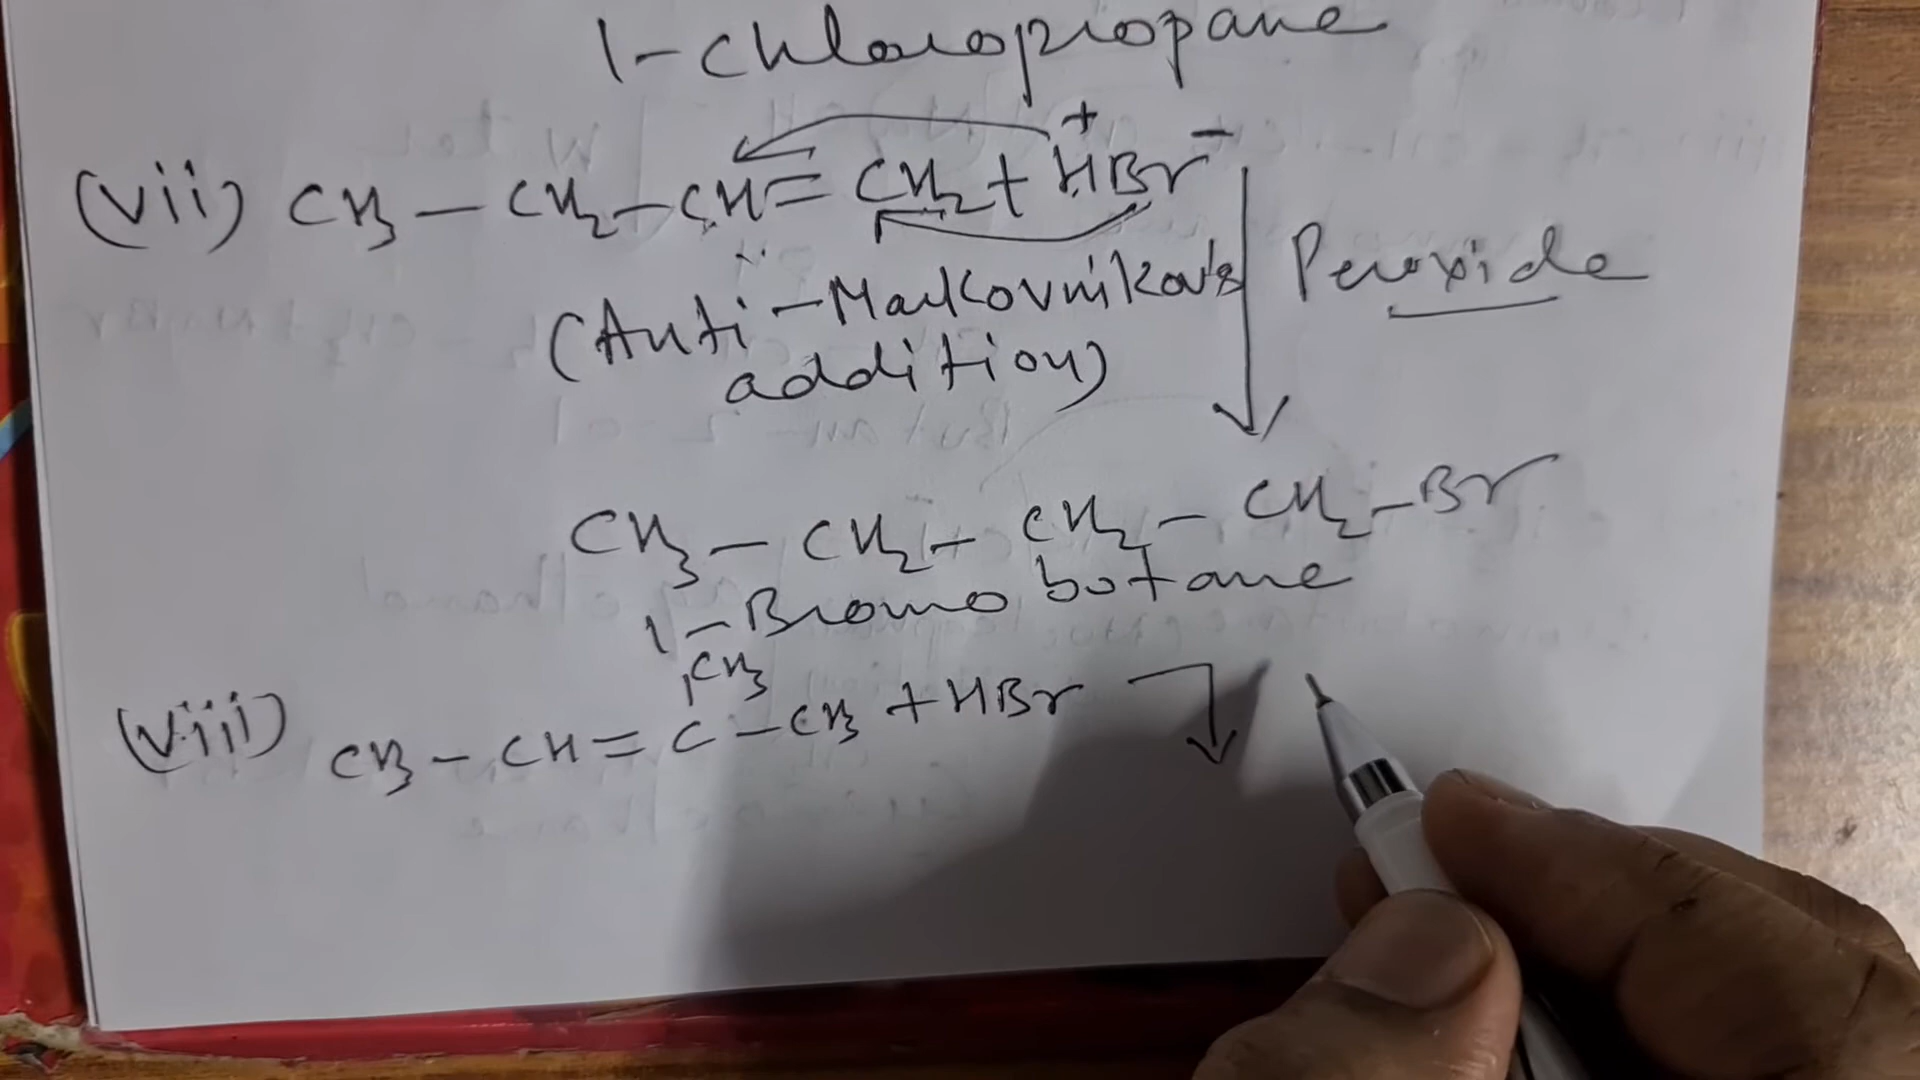 1-Chloropropane
(vii) CH3 – CH2 – CH = CH2 + HBr
+ –
(Anti-Markovnikov's
addition)
Peroxide
CH3 – CH2 – CH2 – CH2 – Br
1-Bromo butane
CH3
(viii) CH3 – CH = C – CH3 + HBr